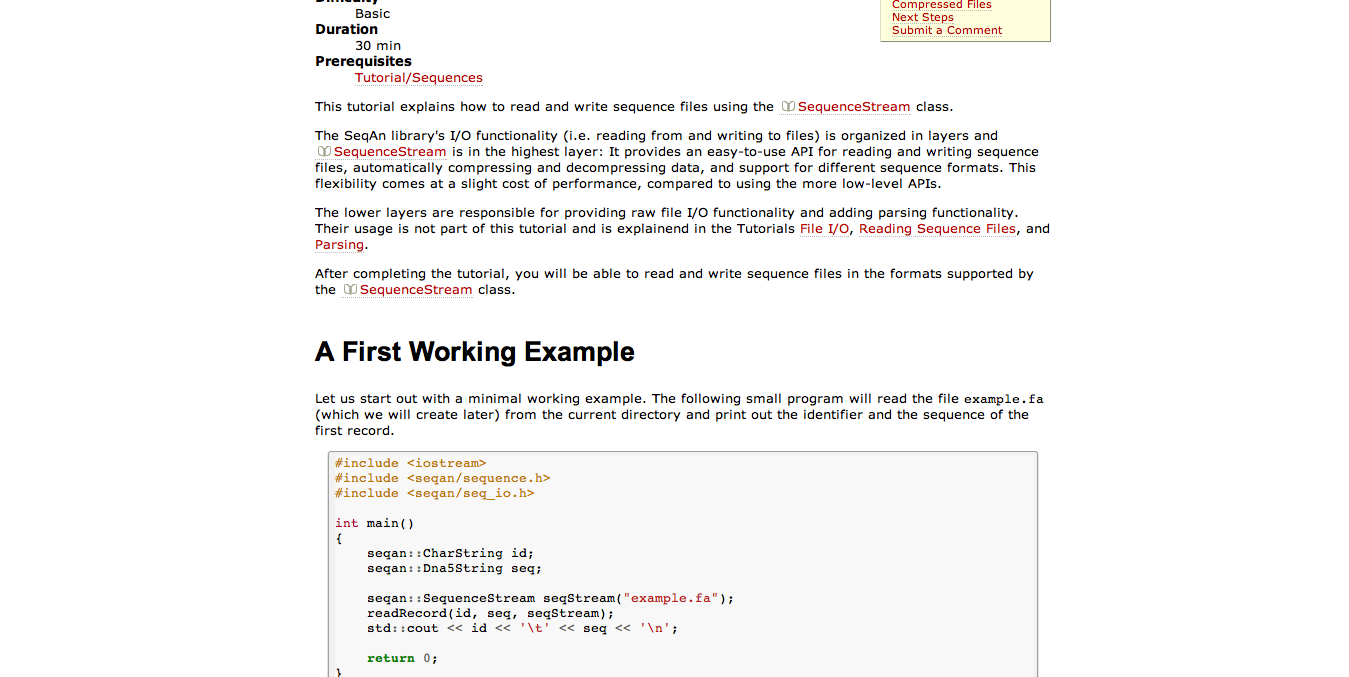 Difficulty
Basic
Duration
30 min
Prerequisites
Tutorial/Sequences
Compressed Files
Next Steps
Submit a Comment
This tutorial explains how to read and write sequence files using the SequenceStream class.
The SeqAn library's I/O functionality (i.e. reading from and writing to files) is organized in layers and
SequenceStream is in the highest layer: It provides an easy-to-use API for reading and writing sequence
files, automatically compressing and decompressing data, and support for different sequence formats. This
flexibility comes at a slight cost of performance, compared to using the more low-level APIs.
The lower layers are responsible for providing raw file I/O functionality and adding parsing functionality.
Their usage is not part of this tutorial and is explainend in the Tutorials File I/O, Reading Sequence Files, and
Parsing.
After completing the tutorial, you will be able to read and write sequence files in the formats supported by
the SequenceStream class.
A First Working Example
Let us start out with a minimal working example. The following small program will read the file example.fa
(which we will create later) from the current directory and print out the identifier and the sequence of the
first record.
#include <iostream>
#include <seqan/sequence.h>
#include <seqan/seq_io.h>
int main()
{
seqan::CharString id;
seqan::Dna5String seq;
seqan::SequenceStream seqStream("example.fa");
readRecord(id, seq, seqStream);
std::cout << id << '\t' << seq << '\n';
return 0;
}